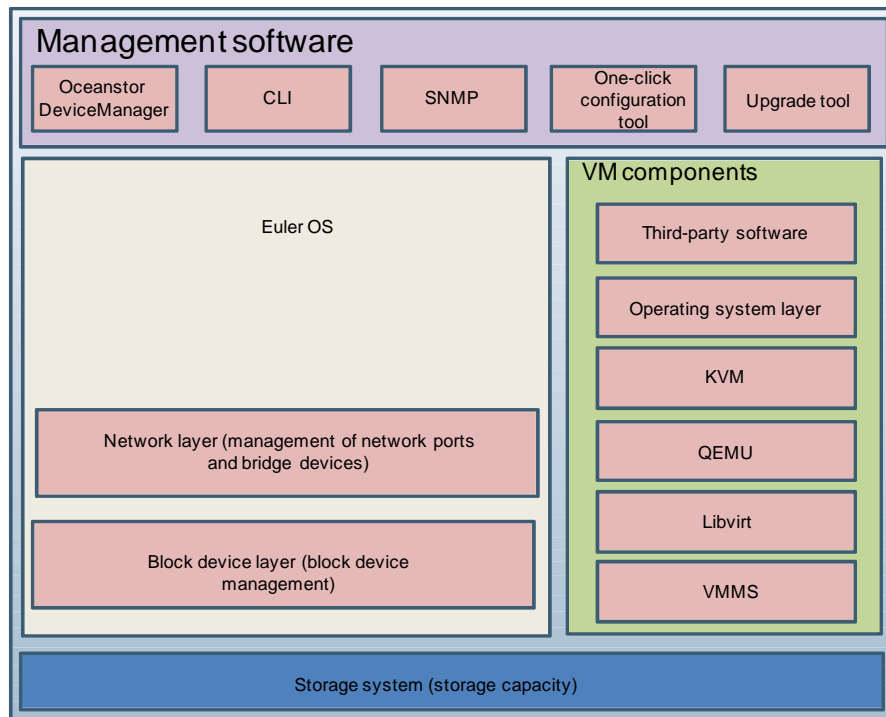 Management software
Oceanstor
DeviceManager
CLI
SNMP
One-click
configuration
tool
Upgrade tool
Euler OS
Network layer (management of network ports
and bridge devices)
Block device layer (block device
management)
VM components
Third-party software
Operating system layer
KVM
QEMU
Libvirt
VMMS
Storage system (storage capacity)